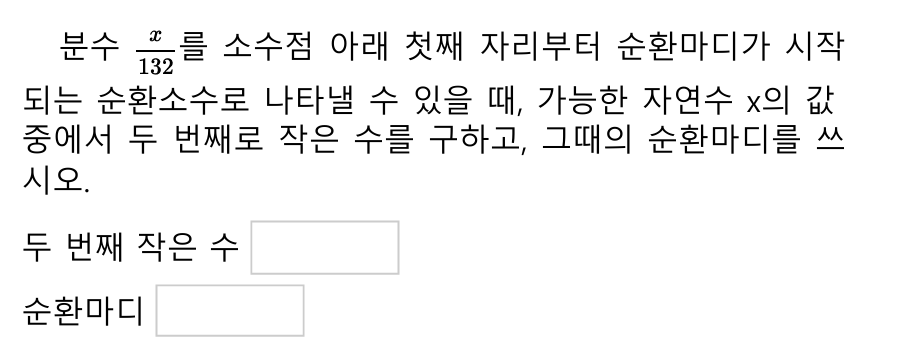 분수 x/132를 소수점 아래 첫째 자리부터 순환마디가 시작
되는 순환소수로 나타낼 수 있을 때, 가능한 자연수 x의 값
중에서 두 번째로 작은 수를 구하고, 그때의 순환마디를 쓰
시오.
두 번째 작은 수
순환마디